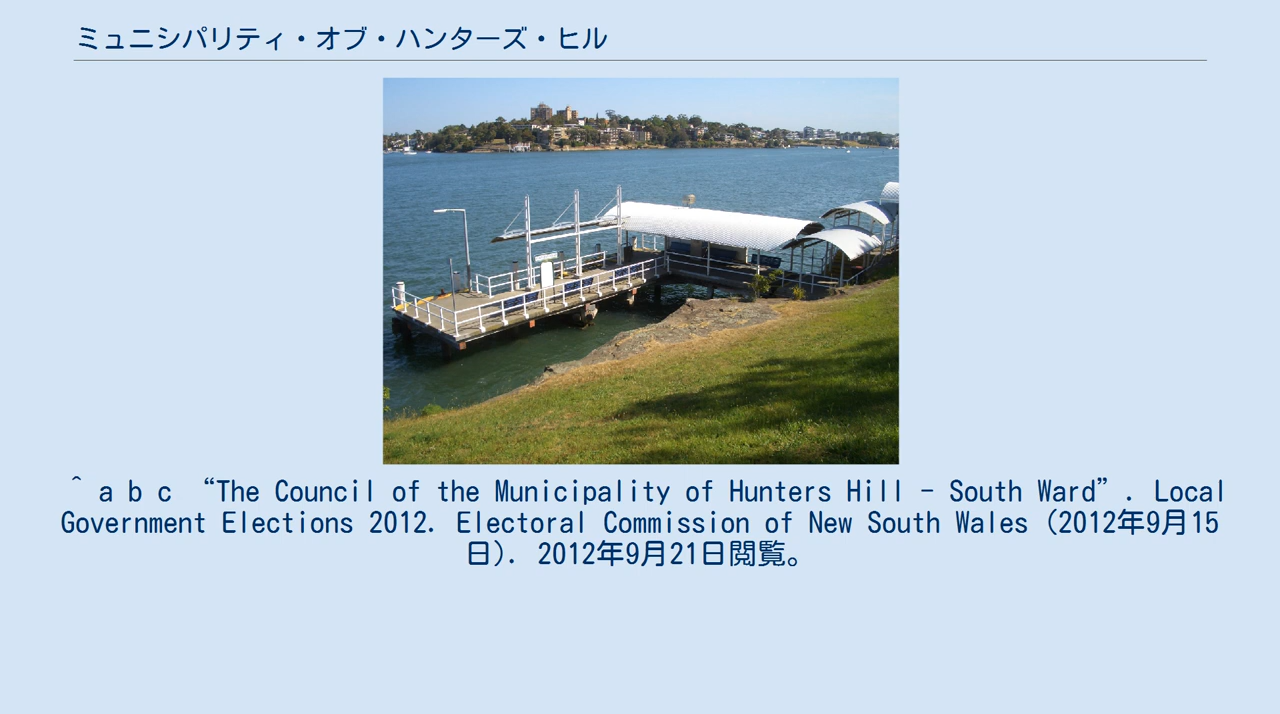 ミュニシパリティ・オブ・ハンターズ・ヒル
^ a b c “The Council of the Municipality of Hunters Hill – South Ward”. Local
Government Elections 2012. Electoral Commission of New South Wales (2012年9月15
日). 2012年9月21日閲覧。